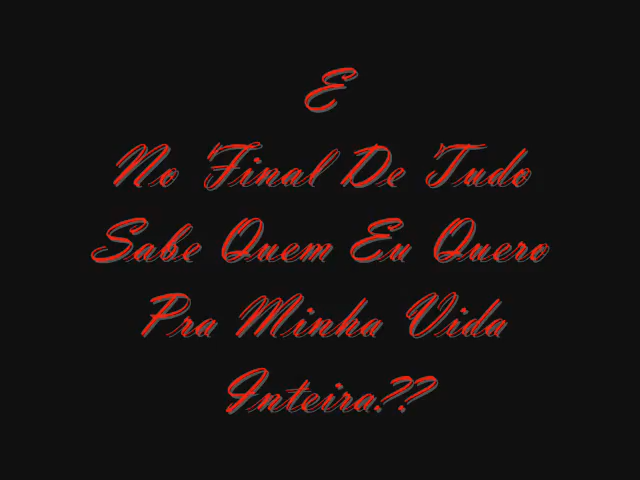 E
No Final De Tudo
Sabe Quem Eu Quero
Pra Minha Vida
Inteira??